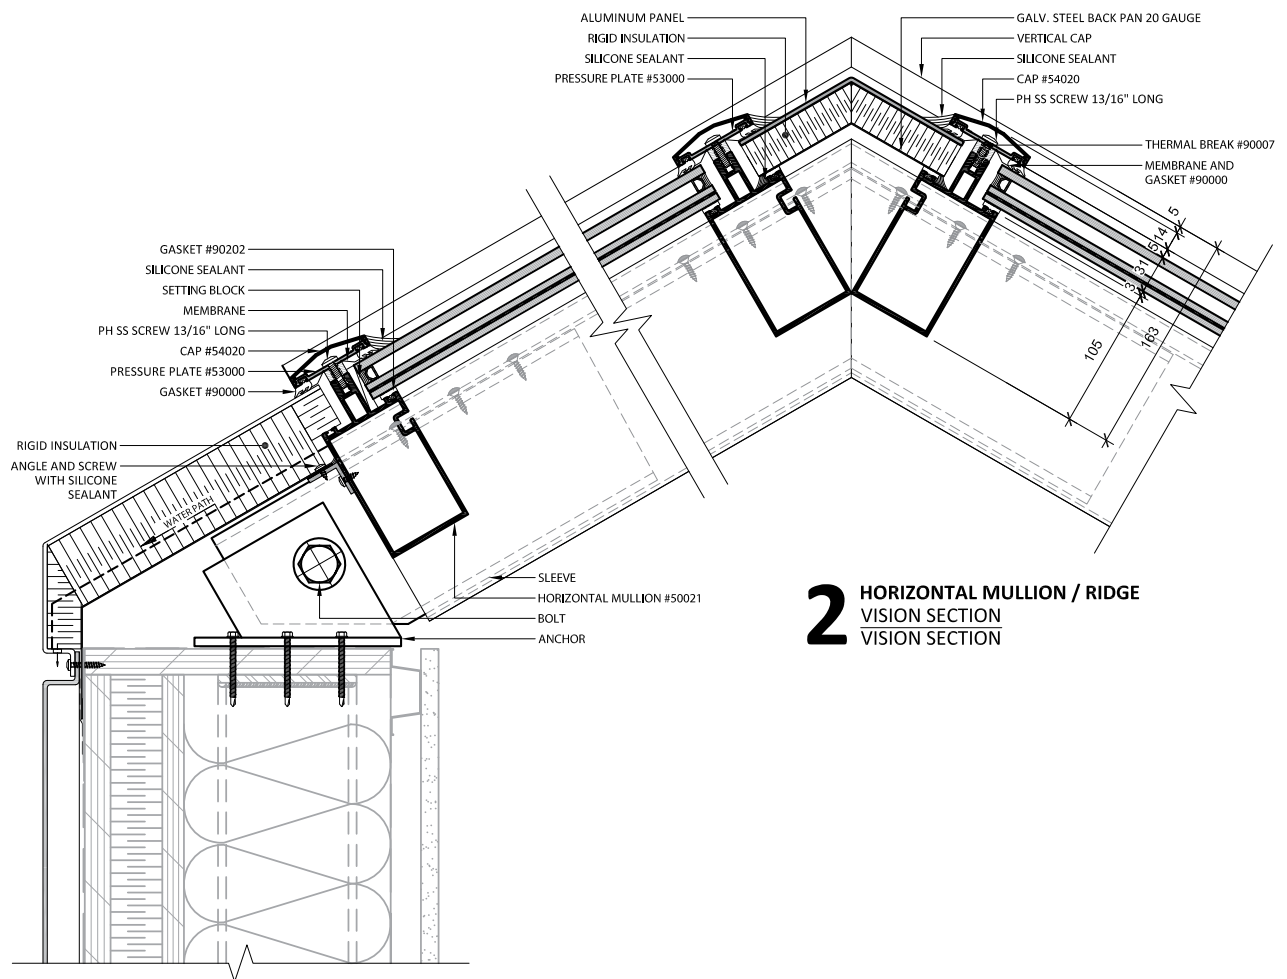 ALUMINUM PANEL
RIGID INSULATION
SILICONE SEALANT
PRESSURE PLATE #53000
GALV. STEEL BACK PAN 20 GAUGE
VERTICAL CAP
SILICONE SEALANT
CAP #54020
PH SS SCREW 13/16" LONG
THERMAL BREAK #90007
MEMBRANE AND
GASKET #90000
5
14
5
31
3
105
163
GASKET #90202
SILICONE SEALANT
SETTING BLOCK
MEMBRANE
PH SS SCREW 13/16" LONG
CAP #54020
PRESSURE PLATE #53000
GASKET #90000
RIGID INSULATION
ANGLE AND SCREW
WITH SILICONE
SEALANT
WATER PATH
SLEEVE
HORIZONTAL MULLION #50021
BOLT
ANCHOR
2 HORIZONTAL MULLION / RIDGE
VISION SECTION
VISION SECTION